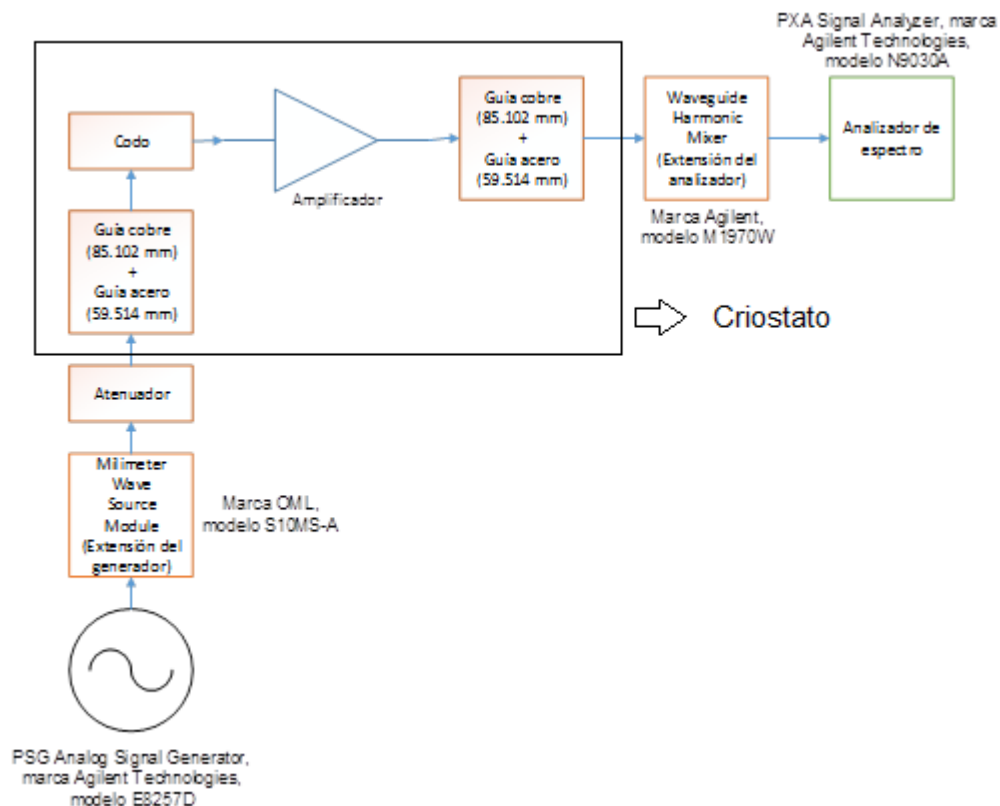 PXA Signal Analyzer, marca
Agilent Technologies,
modelo N9030A
Codo
Amplificador
Guía cobre
(85.102 mm)
+
Guía acero
(59.514 mm)
Waveguide
Harmonic
Mixer
(Extensión del
analizador)
Analizador de
espectro
Marca Agilent,
modelo M1970W
Guía cobre
(85.102 mm)
+
Guía acero
(59.514 mm)
Criostato
Atenuador
Milimeter
Wave
Source
Module
(Extensión del
generador)
Marca OML,
modelo S10MS-A
PSG Analog Signal Generator,
marca Agilent Technologies,
modelo E8257D